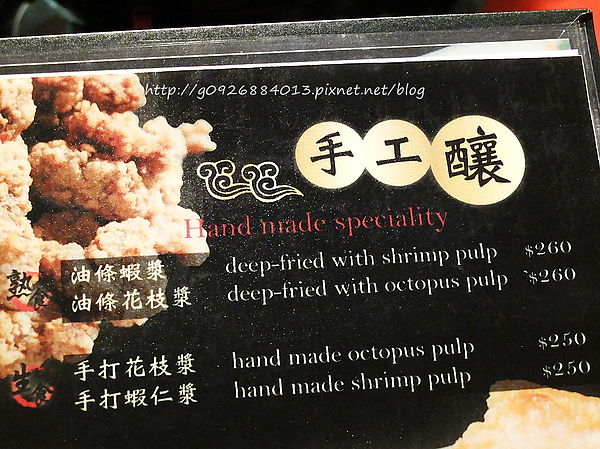 http://g0926884013.pixnet.net/blog
手工釀
Hand made speciality
熟食
油條蝦漿 deep-fried with shrimp pulp $260
油條花枝漿 deep-fried with octopus pulp $260
生食
手打花枝漿 hand made octopus pulp $250
手打蝦仁漿 hand made shrimp pulp $250